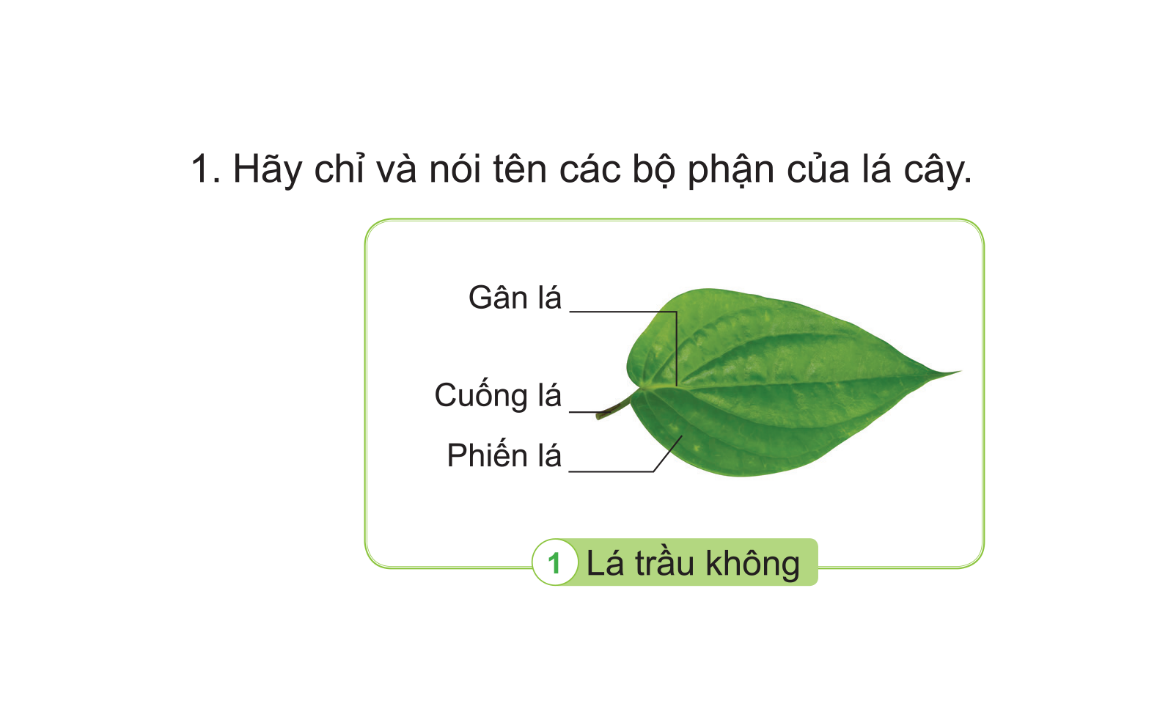 1. Hãy chỉ và nói tên các bộ phận của lá cây.
Gân lá
Cuống lá
Phiến lá
1 Lá trầu không